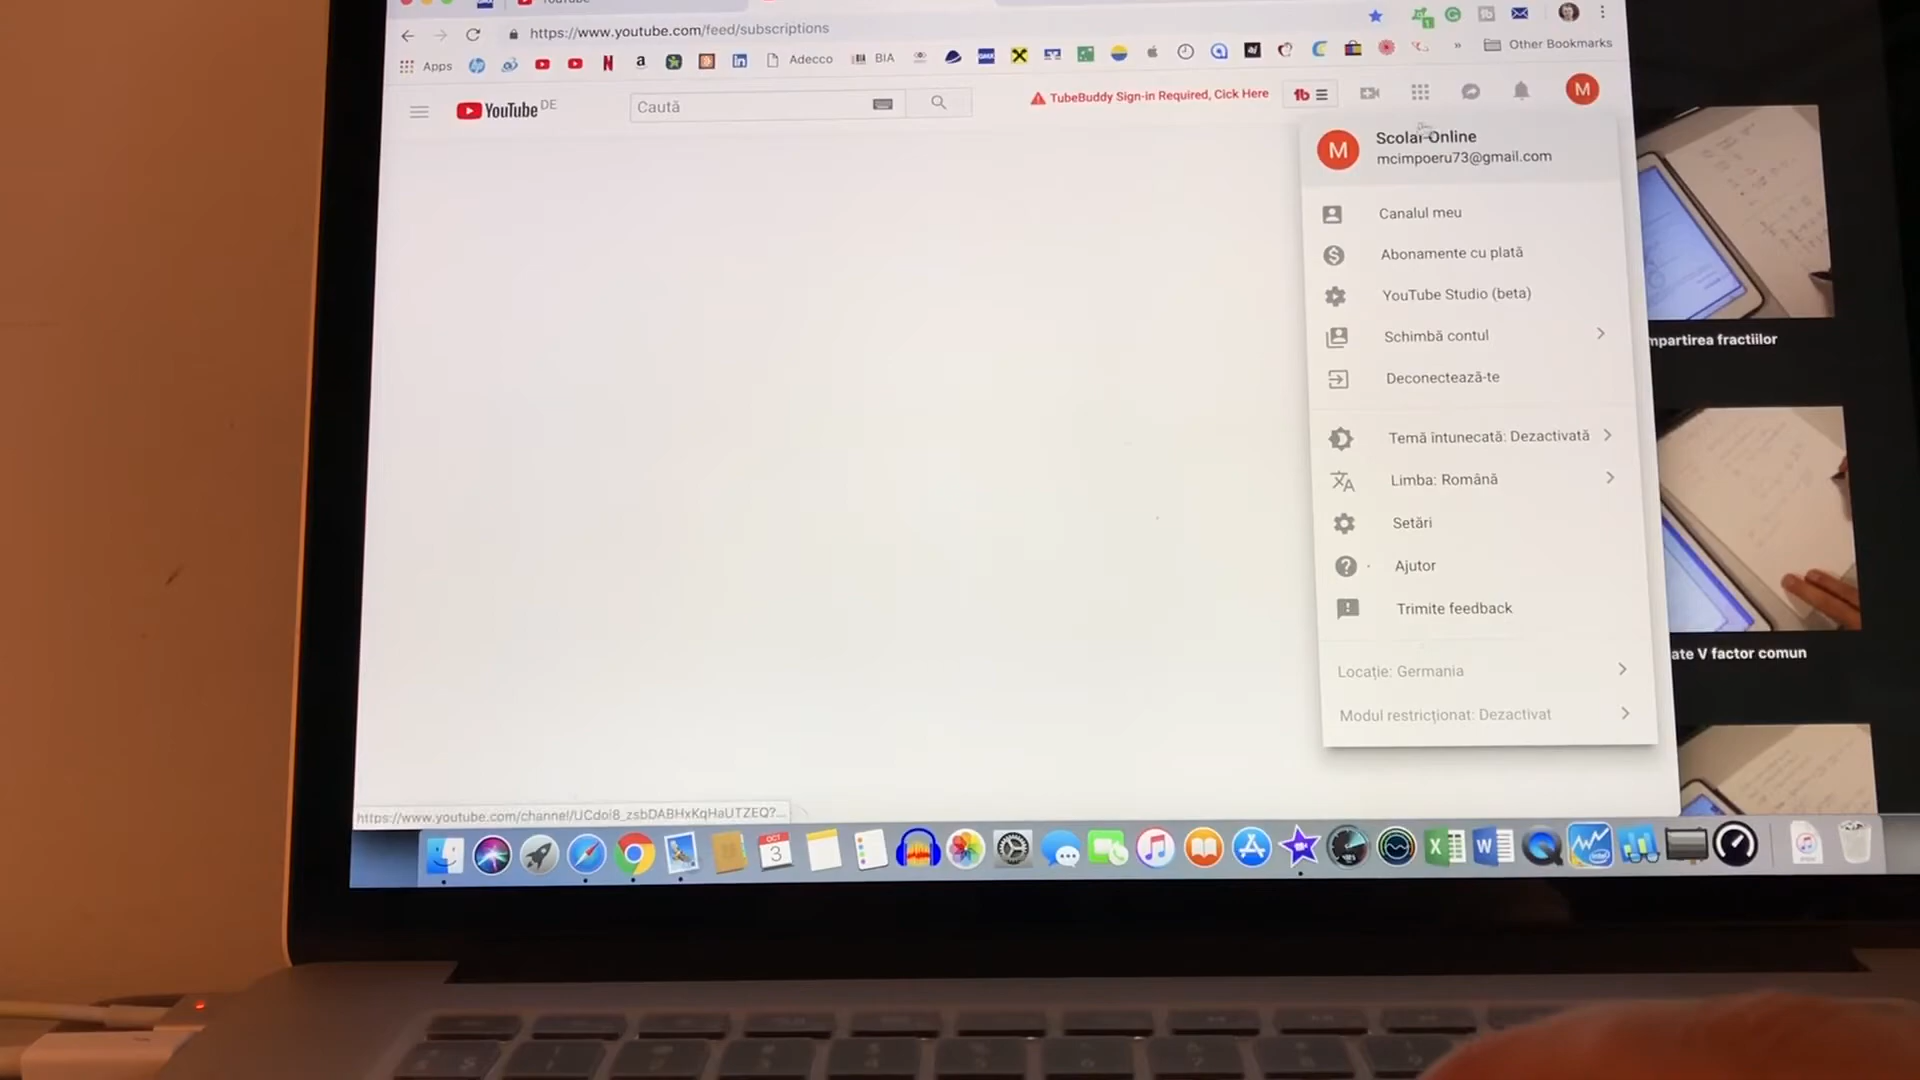 https://www.youtube.com/feed/subscriptions
Apps
Adecco
BIA
»
Other Bookmarks
YouTube DE
Caută
TubeBuddy Sign-in Required, Cick Here
M
M
Scolar Online
mcimpoeru73@gmail.com
Canalul meu
Abonamente cu plată
YouTube Studio (beta)
Schimbă contul
Deconectează-te
Temă întunecată: Dezactivată
Limba: Română
Setări
Ajutor
Trimite feedback
Locație: Germania
Modul restricționat: Dezactivat
mpartirea fractiilor
ate V factor comun
https://www.youtube.com/channel/UCdoi8_zsbDABHxKqHaUTZEQ?...
OCT
3